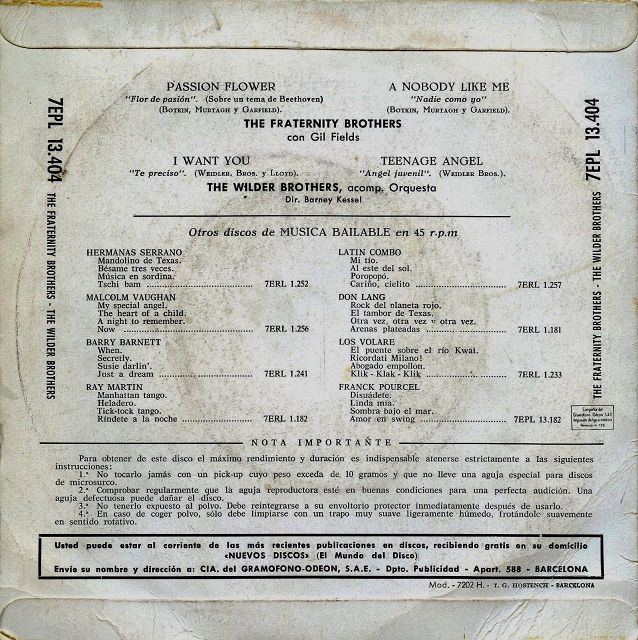 PASSION FLOWER
"Flor de pasión". (Sobre un tema de Beethoven)
(Botkin, Murtagh y Garfield).
A NOBODY LIKE ME
"Nadie como yo"
(Botkin, Murtagh y Garfield).
THE FRATERNITY BROTHERS
con Gil Fields
I WANT YOU
"Te preciso". (Weidler, Bros. y Lloyd).
TEENAGE ANGEL
"Angel juvenil". (Weidler Bros.).
THE WILDER BROTHERS, acomp. Orquesta
Dir. Barney Kessel
7EPL 13.404
THE FRATERNITY BROTHERS - THE WILDER BROTHERS
7EPL 13.404
THE FRATERNITY BROTHERS - THE WILDER BROTHERS
Otros discos de MUSICA BAILABLE en 45 r.p.m
HERMANAS SERRANO
Mandolino de Texas.
Bésame tres veces.
Música en sordina.
Tschi bam ........ 7ERL 1.252
MALCOLM VAUGHAN
My special angel.
The heart of a child.
A night to remember.
Now ........ 7ERL 1.256
BARRY BARNETT
When.
Secretly.
Susie darlin'.
Just a dream ........ 7ERL 1.241
RAY MARTIN
Manhattan tango.
Heladero.
Tick-tock tango.
Ríndete a la noche ........ 7ERL 1.182
LATIN COMBO
Mi tío.
Al este del sol.
Poropopó.
Cariño, cielito ........ 7ERL 1.257
DON LANG
Rock del planeta rojo.
El tambor de Texas.
Otra vez, otra vez y otra vez.
Arenas plateadas ........ 7ERL 1.181
LOS VOLARE
El puente sobre el río Kwai.
Ricordati Milano!
Abogado empollon.
Klik - Klak - Klik ........ 7ERL 1.233
FRANCK POURCEL
Disuádete.
Linda mía.
Sombra bajo el mar.
Amor en swing ........ 7EPL 13.182
Compañía del
Gramófono-Odeon S.A.E.
NOTA IMPORTANTE
Para obtener de este disco el máximo rendimiento y duración es indispensable atenerse estrictamente a las siguientes
instrucciones:
1.ª No tocarlo jamás con un pick-up cuyo peso exceda de 10 gramos y que no lleve una aguja especial para discos
de microsurco.
2.ª Comprobar regularmente que la aguja reproductora esté en buenas condiciones para una perfecta audición. Una
aguja defectuosa puede dañar el disco.
3.ª No tenerlo expuesto al polvo. Debe reintegrarse a su envoltorio protector inmediatamente después de usarlo.
4.ª En caso de coger polvo, sólo debe limpiarse con un trapo muy suave ligeramente húmedo, frotándolo suavemente
en sentido rotativo.
Usted puede estar al corriente de las más recientes publicaciones en discos, recibiendo gratis en su domicilio
«NUEVOS DISCOS» (El Mundo del Disco)
Envíe su nombre y dirección a: CIA. del GRAMOFONO-ODEON, S.A.E. - Dpto. Publicidad - Apart. 588 - BARCELONA
Mod. - 7202 H. - T. G. HOSTENCH - BARCELONA